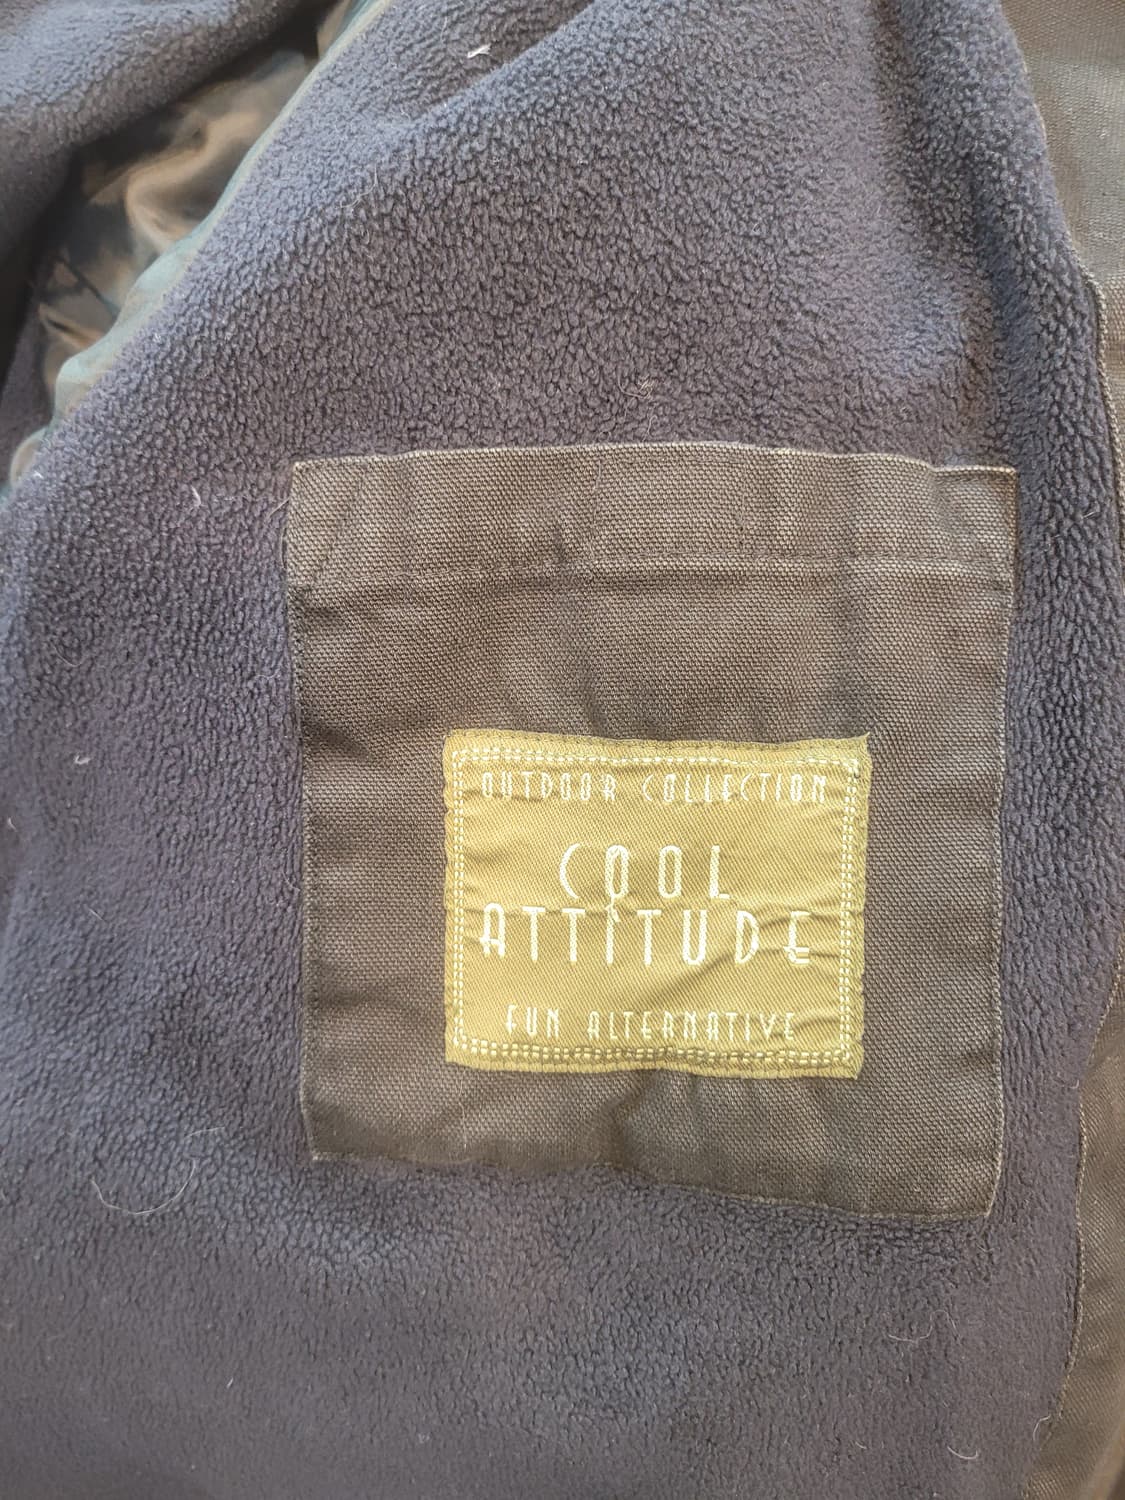 OUTDOOR COLLECTION
COOL
ATTITUDE
FUN ALTERNATIVE